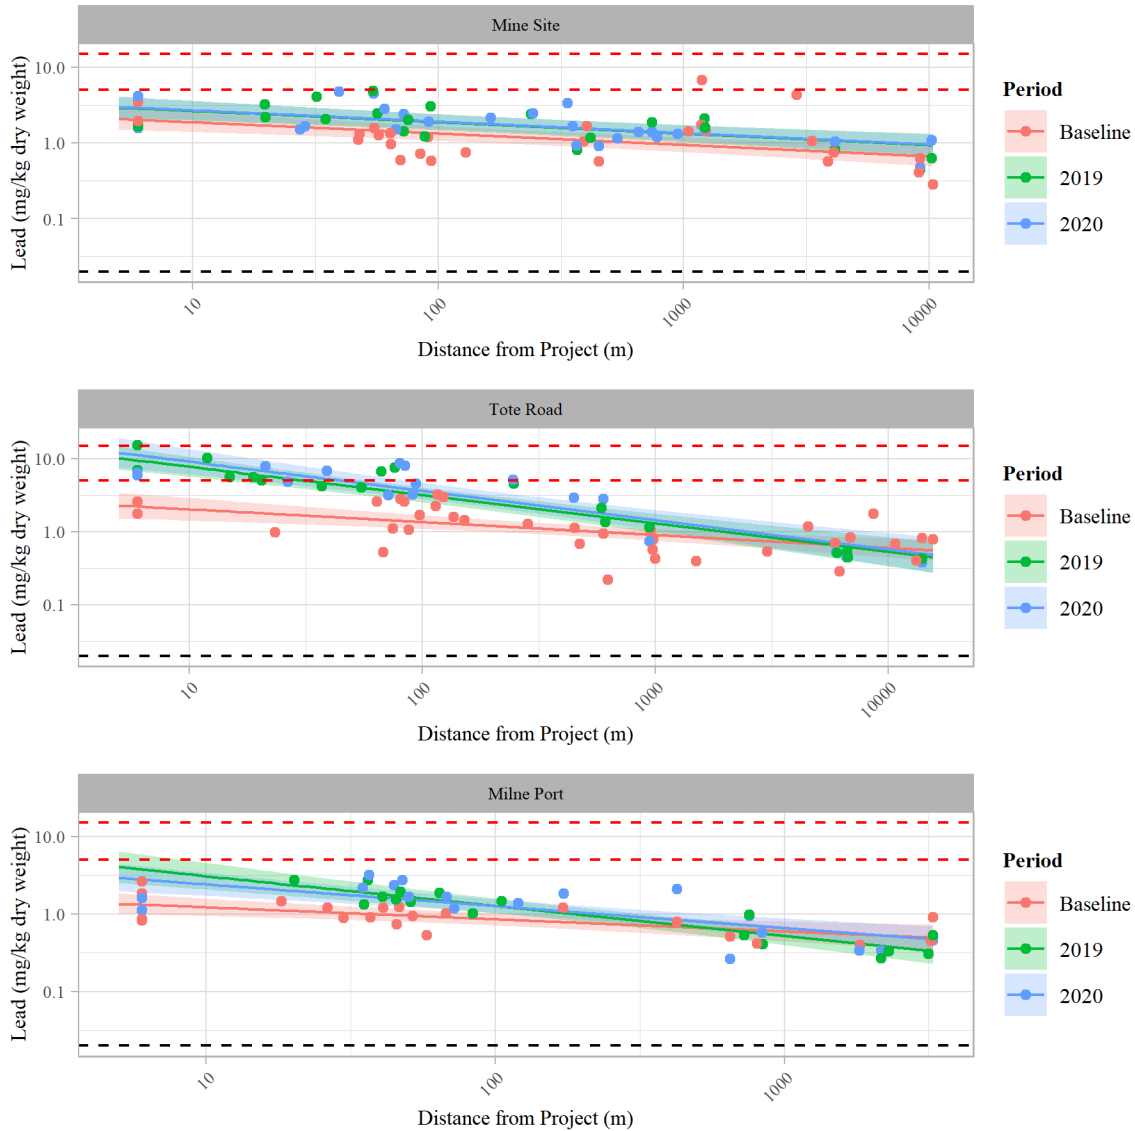 Mine Site
Lead (mg/kg dry weight)
10.0
1.0
0.1
10
100
1000
10000
Distance from Project (m)
Period
Baseline
2019
2020
Tote Road
Lead (mg/kg dry weight)
10.0
1.0
0.1
10
100
1000
10000
Distance from Project (m)
Period
Baseline
2019
2020
Milne Port
Lead (mg/kg dry weight)
10.0
1.0
0.1
10
100
1000
Distance from Project (m)
Period
Baseline
2019
2020